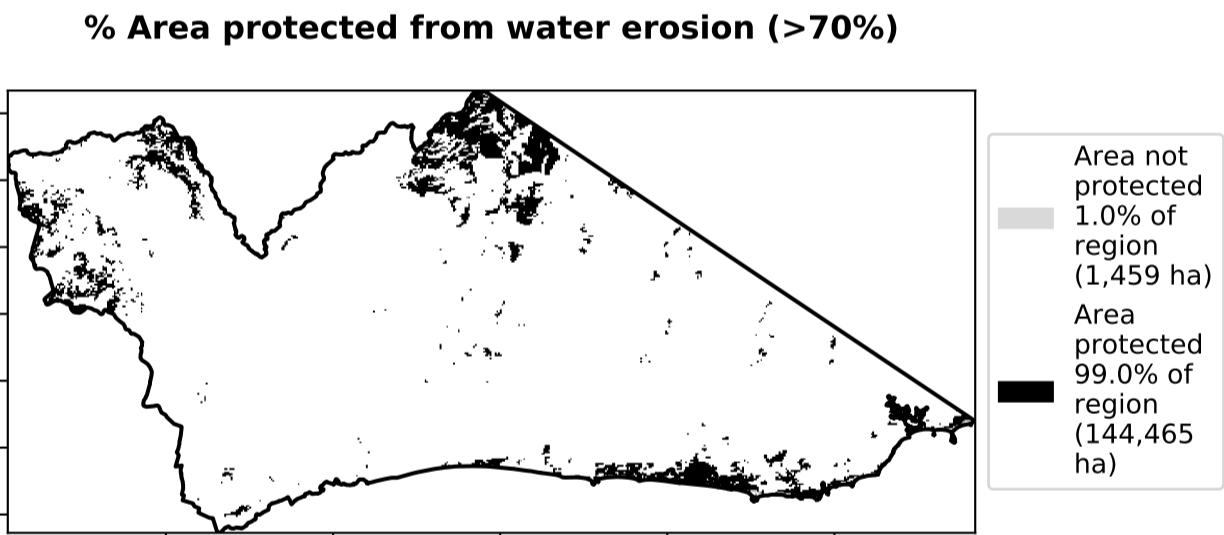 % Area protected from water erosion (>70%)
Area not
protected
1.0% of
region
(1,459 ha)
Area
protected
99.0% of
region
(144,465
ha)